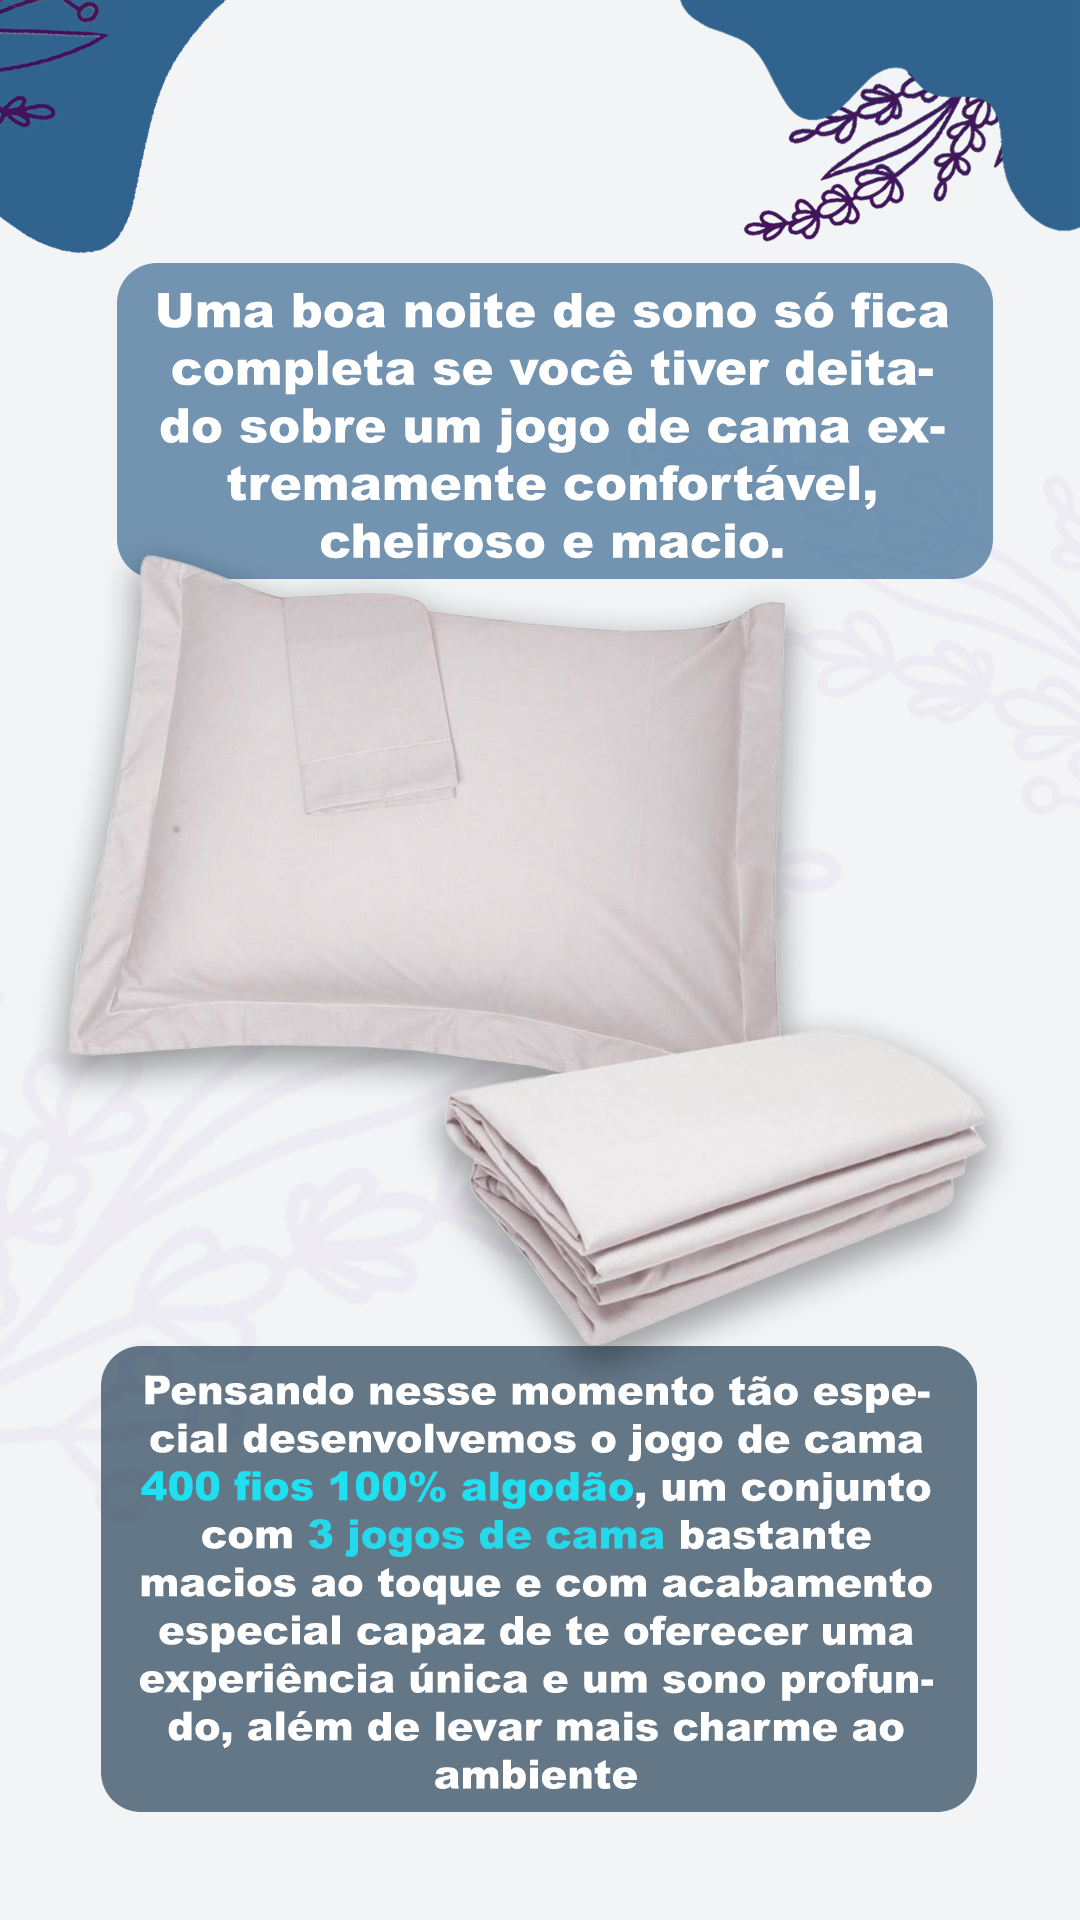 Uma boa noite de sono só fica
completa se você tiver deita-
do sobre um jogo de cama ex-
tremamente confortável,
cheiroso e macio.
Pensando nesse momento tão espe-
cial desenvolvemos o jogo de cama
400 fios 100% algodão, um conjunto
com 3 jogos de cama bastante
macios ao toque e com acabamento
especial capaz de te oferecer uma
experiência única e um sono profun-
do, além de levar mais charme ao
ambiente